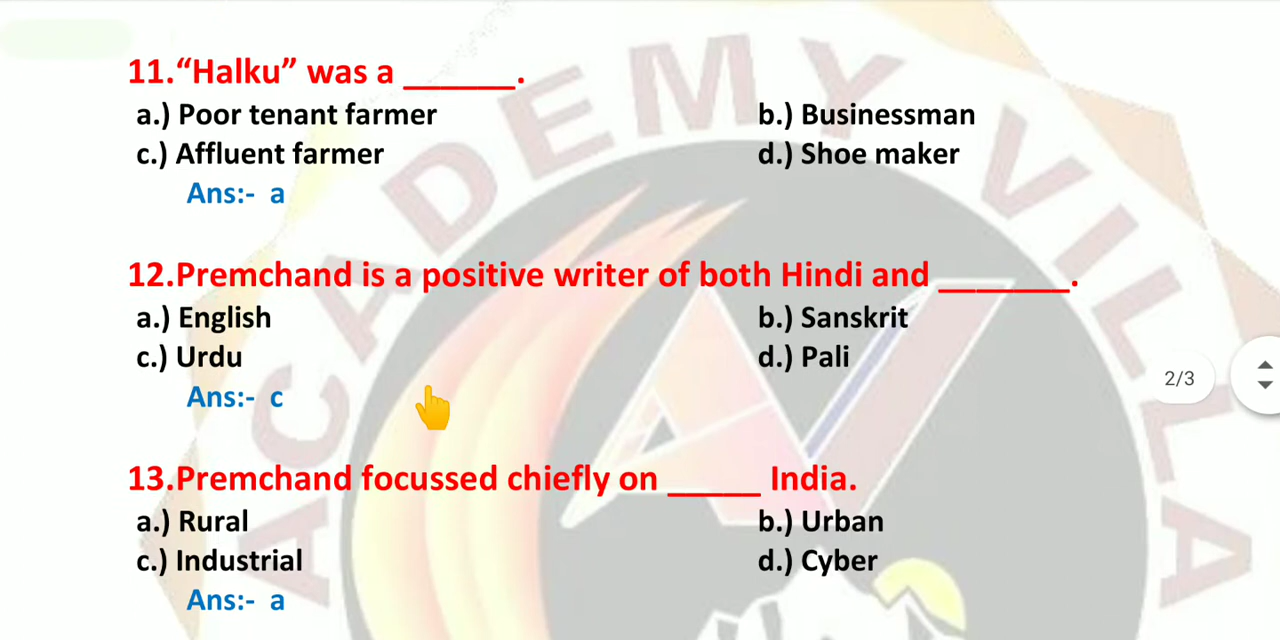 11.“Halku” was a ______.
a.) Poor tenant farmer b.) Businessman
c.) Affluent farmer d.) Shoe maker
Ans:- a
12.Premchand is a positive writer of both Hindi and _______.
a.) English b.) Sanskrit
c.) Urdu d.) Pali
Ans:- c
2/3
13.Premchand focussed chiefly on _____ India.
a.) Rural b.) Urban
c.) Industrial d.) Cyber
Ans:- a
ACADEMY VILLA
AV